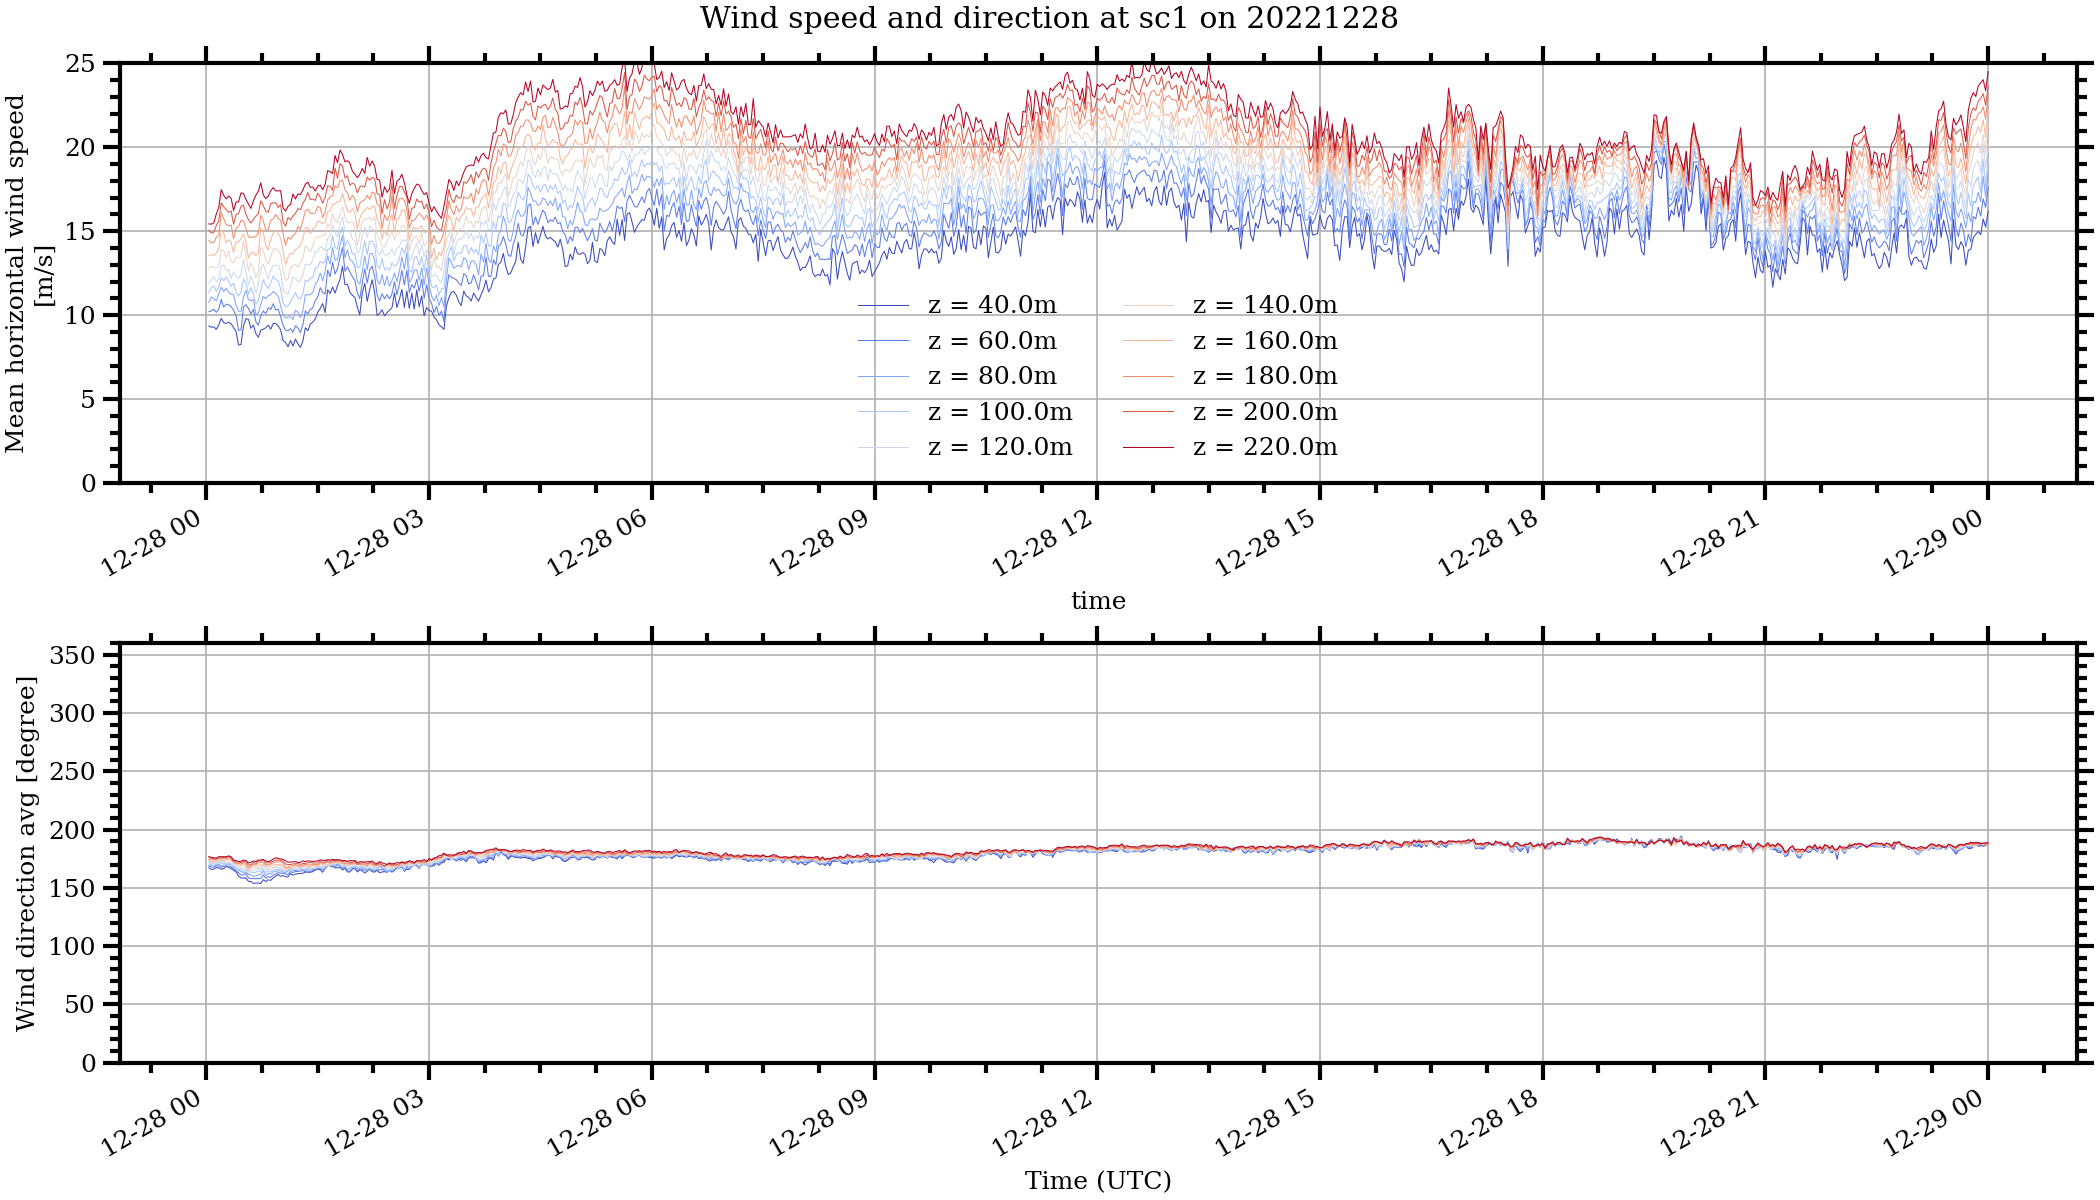 Wind speed and direction at sc1 on 20221228
Mean horizontal wind speed
[m/s]
25
20
15
10
5
0
z = 40.0m
z = 60.0m
z = 80.0m
z = 100.0m
z = 120.0m
z = 140.0m
z = 160.0m
z = 180.0m
z = 200.0m
z = 220.0m
12-28 00
12-28 03
12-28 06
12-28 09
12-28 12
12-28 15
12-28 18
12-28 21
12-29 00
time
Wind direction avg [degree]
350
300
250
200
150
100
50
0
12-28 00
12-28 03
12-28 06
12-28 09
12-28 12
12-28 15
12-28 18
12-28 21
12-29 00
Time (UTC)